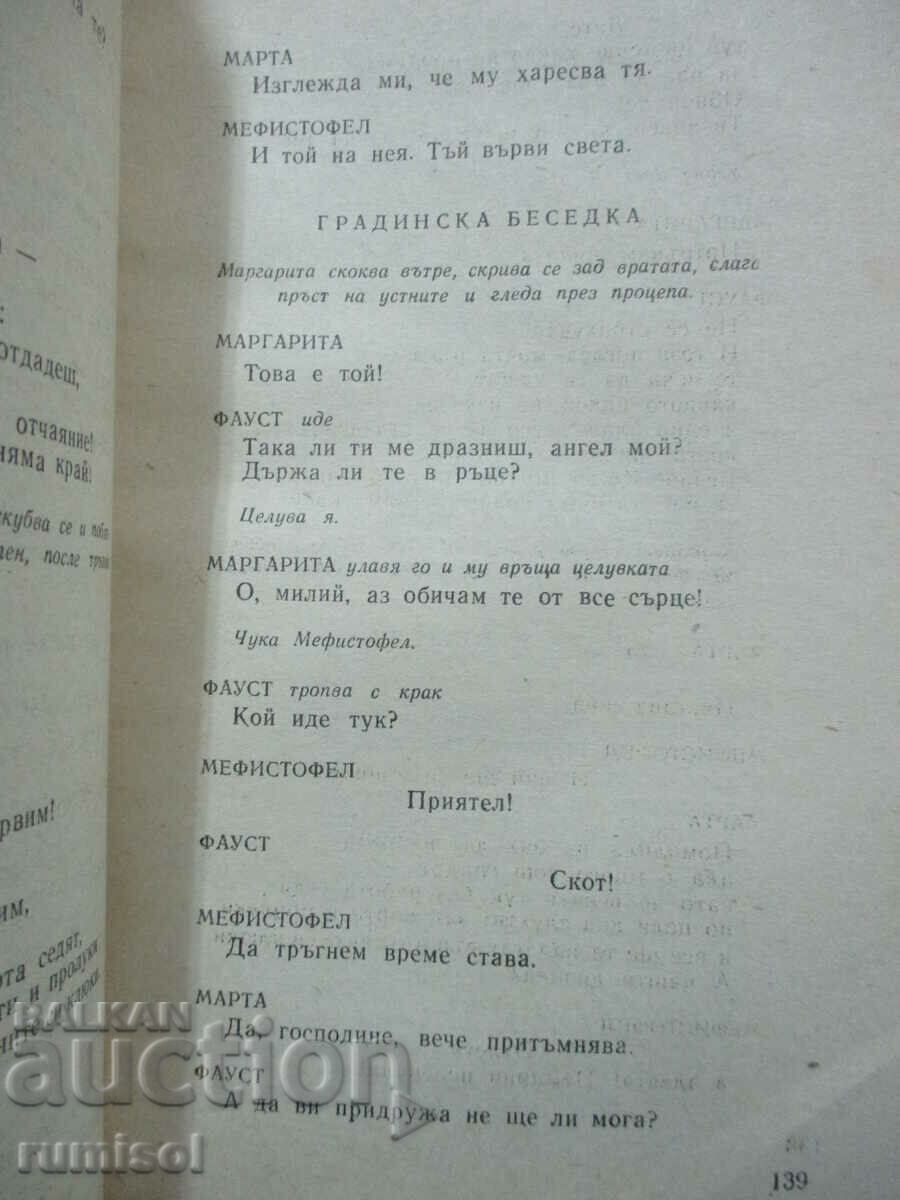 отдадеш,
отчаяние!
няма край!
МАРТА
Изглежда ми, че му харесва тя.
МЕФИСТОФЕЛ
И той на нея. Тъй върви света.
ГРАДИНСКА БЕСЕДКА
Маргарита скоква вътре, скрива се зад вратата, слага
пръст на устните и гледа през процепа.
МАРГАРИТА
Това е той!
ФАУСТ иде
Така ли ти ме дразниш, ангел мой?
Държа ли те в ръце?
Целува я.
МАРГАРИТА улавя го и му връща целувката
О, милий, аз обичам те от все сърце!
Чука Мефистофел.
ФАУСТ тропва с крак
Кой иде тук?
МЕФИСТОФЕЛ
Приятел!
ФАУСТ
Скот!
МЕФИСТОФЕЛ
Да тръгнем време става.
МАРТА
Да, господине, вече притъмнява.
ФАУСТ
А да ви придружа не ще ли мога?
139
BALKAN
auction
rumisol